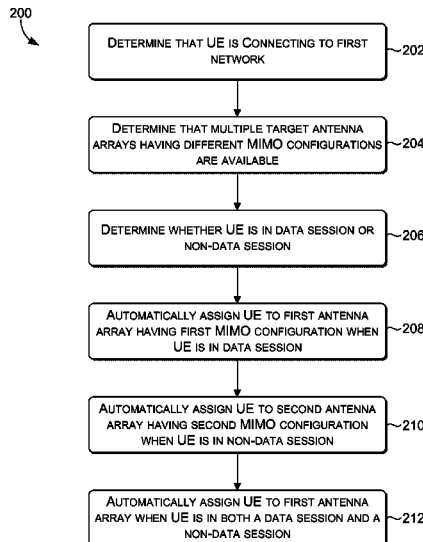 200
DETERMINE THAT UE IS CONNECTING TO FIRST
NETWORK
202
DETERMINE THAT MULTIPLE TARGET ANTENNA
ARRAYS HAVING DIFFERENT MIMO CONFIGURATIONS
ARE AVAILABLE
204
DETERMINE WHETHER UE IS IN DATA SESSION OR
NON-DATA SESSION
206
AUTOMATICALLY ASSIGN UE TO FIRST ANTENNA
ARRAY HAVING FIRST MIMO CONFIGURATION WHEN
UE IS IN DATA SESSION
208
AUTOMATICALLY ASSIGN UE TO SECOND ANTENNA
ARRAY HAVING SECOND MIMO CONFIGURATION
WHEN UE IS IN NON-DATA SESSION
210
AUTOMATICALLY ASSIGN UE TO FIRST ANTENNA
ARRAY WHEN UE IS IN BOTH A DATA SESSION AND A
NON-DATA SESSION
212